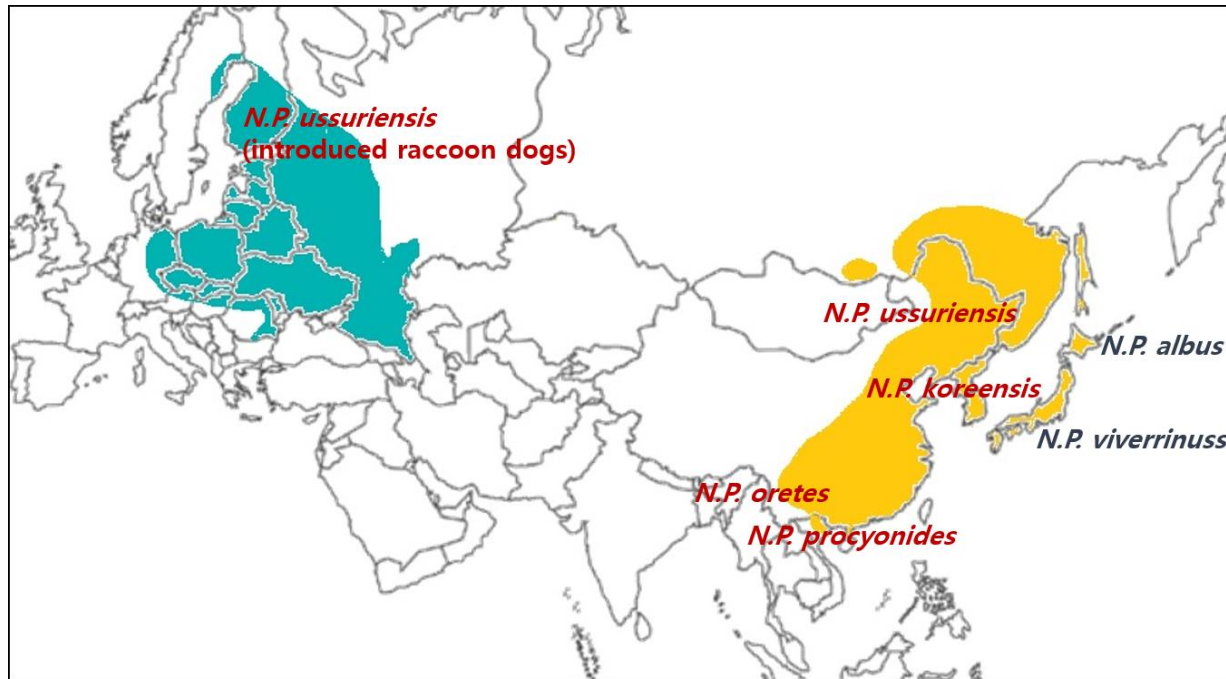 N.P. ussuriensis
(introduced raccoon dogs)
N.P. ussuriensis
N.P. albus
N.P. koreensis
N.P. viverrinuss
N.P. oretes
N.P. procyonides